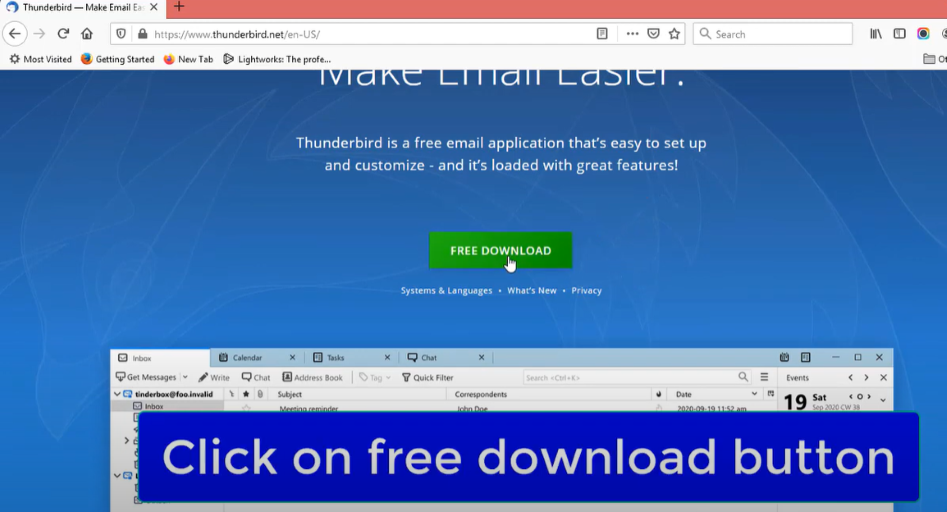 Thunderbird — Make Email Eas
https://www.thunderbird.net/en-US/
Search
Most Visited
Getting Started
New Tab
Lightworks: The profe...
Make Email Easier.
Thunderbird is a free email application that's easy to set up
and customize - and it's loaded with great features!
FREE DOWNLOAD
Systems & Languages • What's New • Privacy
Inbox
Calendar
Tasks
Chat
Get Messages
Write
Chat
Address Book
Tag
Quick Filter
Search <Ctrl+K>
Events
tinderbox@foo.invalid
Subject
Correspondents
Date
19 Sat
Sep 2020 CW 38
Inbox
Meeting reminder
John Doe
2020-09-19 11:52 am
Click on free download button